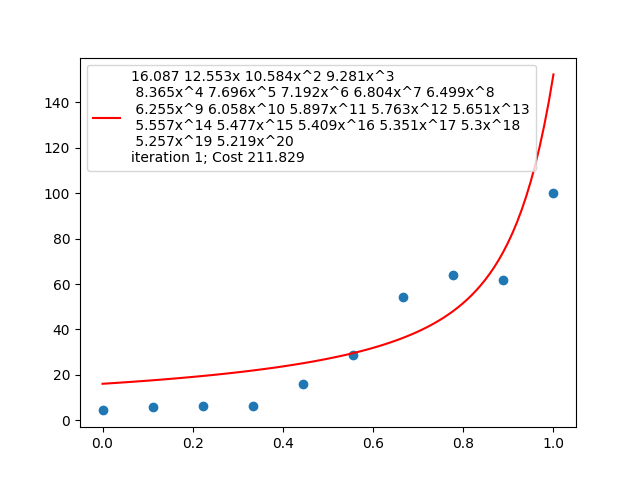 16.087 12.553x 10.584x^2 9.281x^3
8.365x^4 7.696x^5 7.192x^6 6.804x^7 6.499x^8
6.255x^9 6.058x^10 5.897x^11 5.763x^12 5.651x^13
5.557x^14 5.477x^15 5.409x^16 5.351x^17 5.3x^18
5.257x^19 5.219x^20
iteration 1; Cost 211.829
140
120
100
80
60
40
20
0
0.0 0.2 0.4 0.6 0.8 1.0